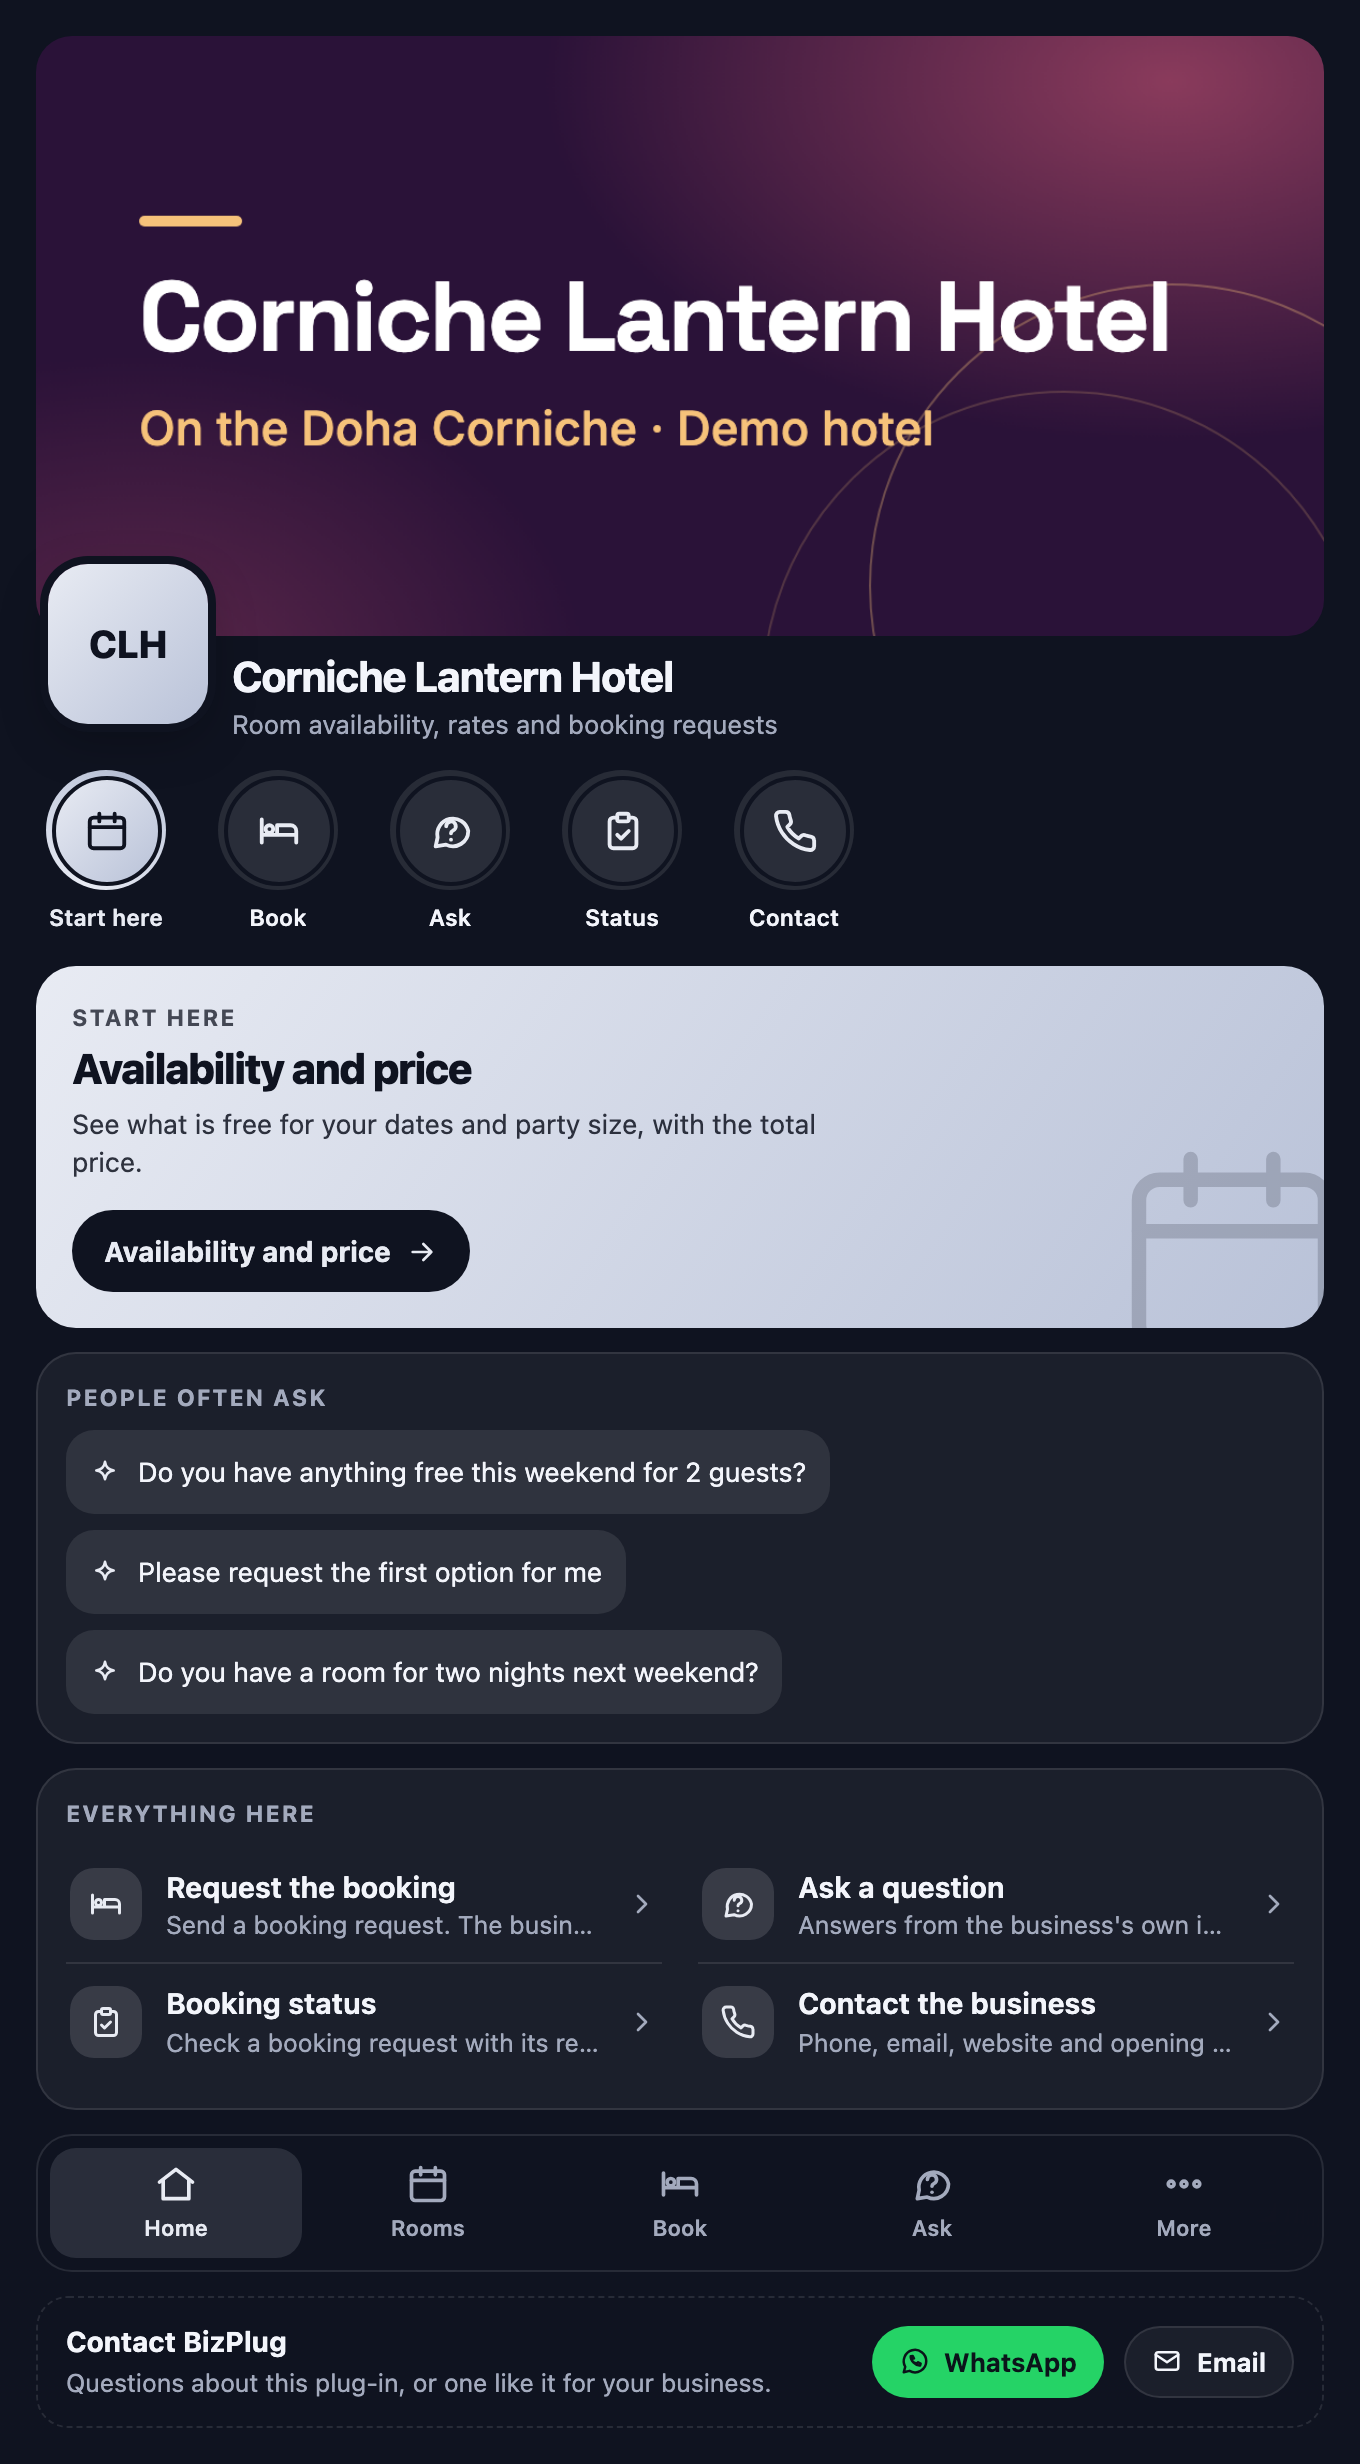 Corniche Lantern Hotel
On the Doha Corniche · Demo hotel
CLH
Corniche Lantern Hotel
Room availability, rates and booking requests
Start here
Book
Ask
Status
Contact
START HERE
Availability and price
See what is free for your dates and party size, with the total
price.
Availability and price →
PEOPLE OFTEN ASK
Do you have anything free this weekend for 2 guests?
Please request the first option for me
Do you have a room for two nights next weekend?
EVERYTHING HERE
Request the booking
Send a booking request. The busin...
Ask a question
Answers from the business's own i...
Booking status
Check a booking request with its re...
Contact the business
Phone, email, website and opening ...
Home
Rooms
Book
Ask
More
Contact BizPlug
Questions about this plug-in, or one like it for your business.
WhatsApp
Email